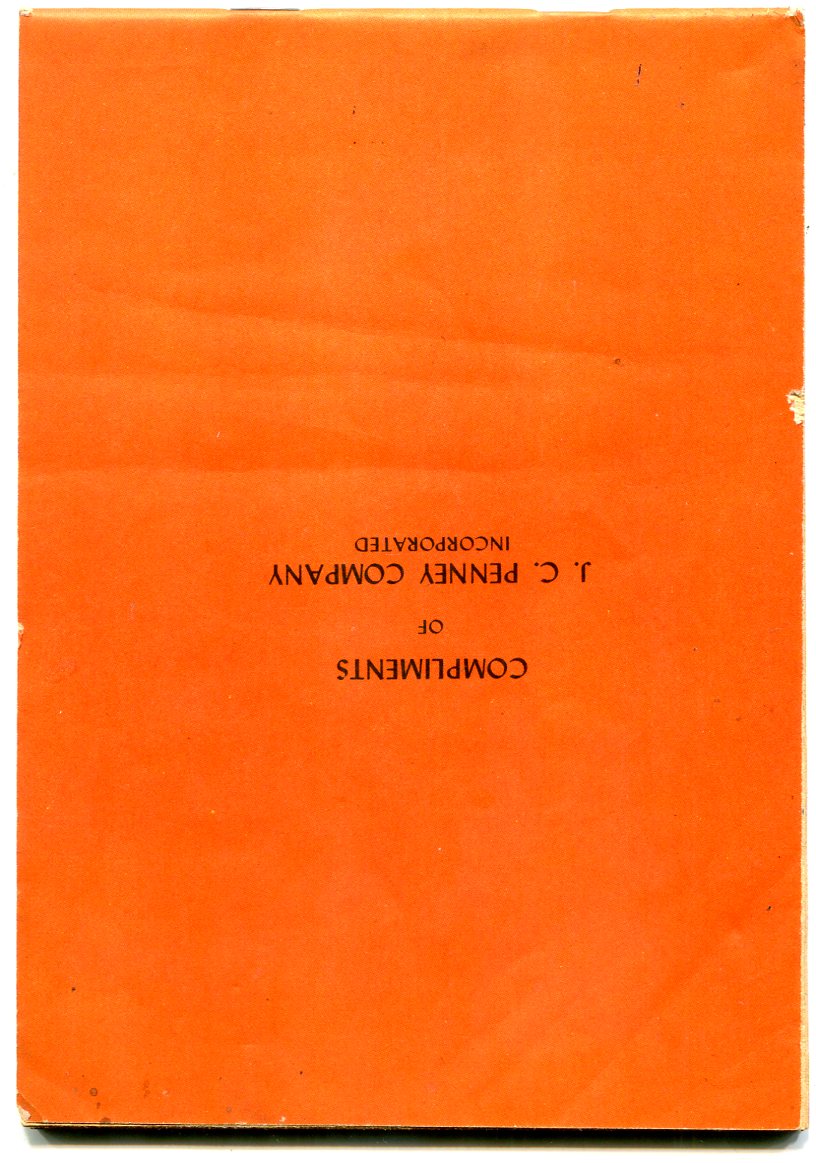 COMPLIMENTS
OF
J. C. PENNEY COMPANY
INCORPORATED